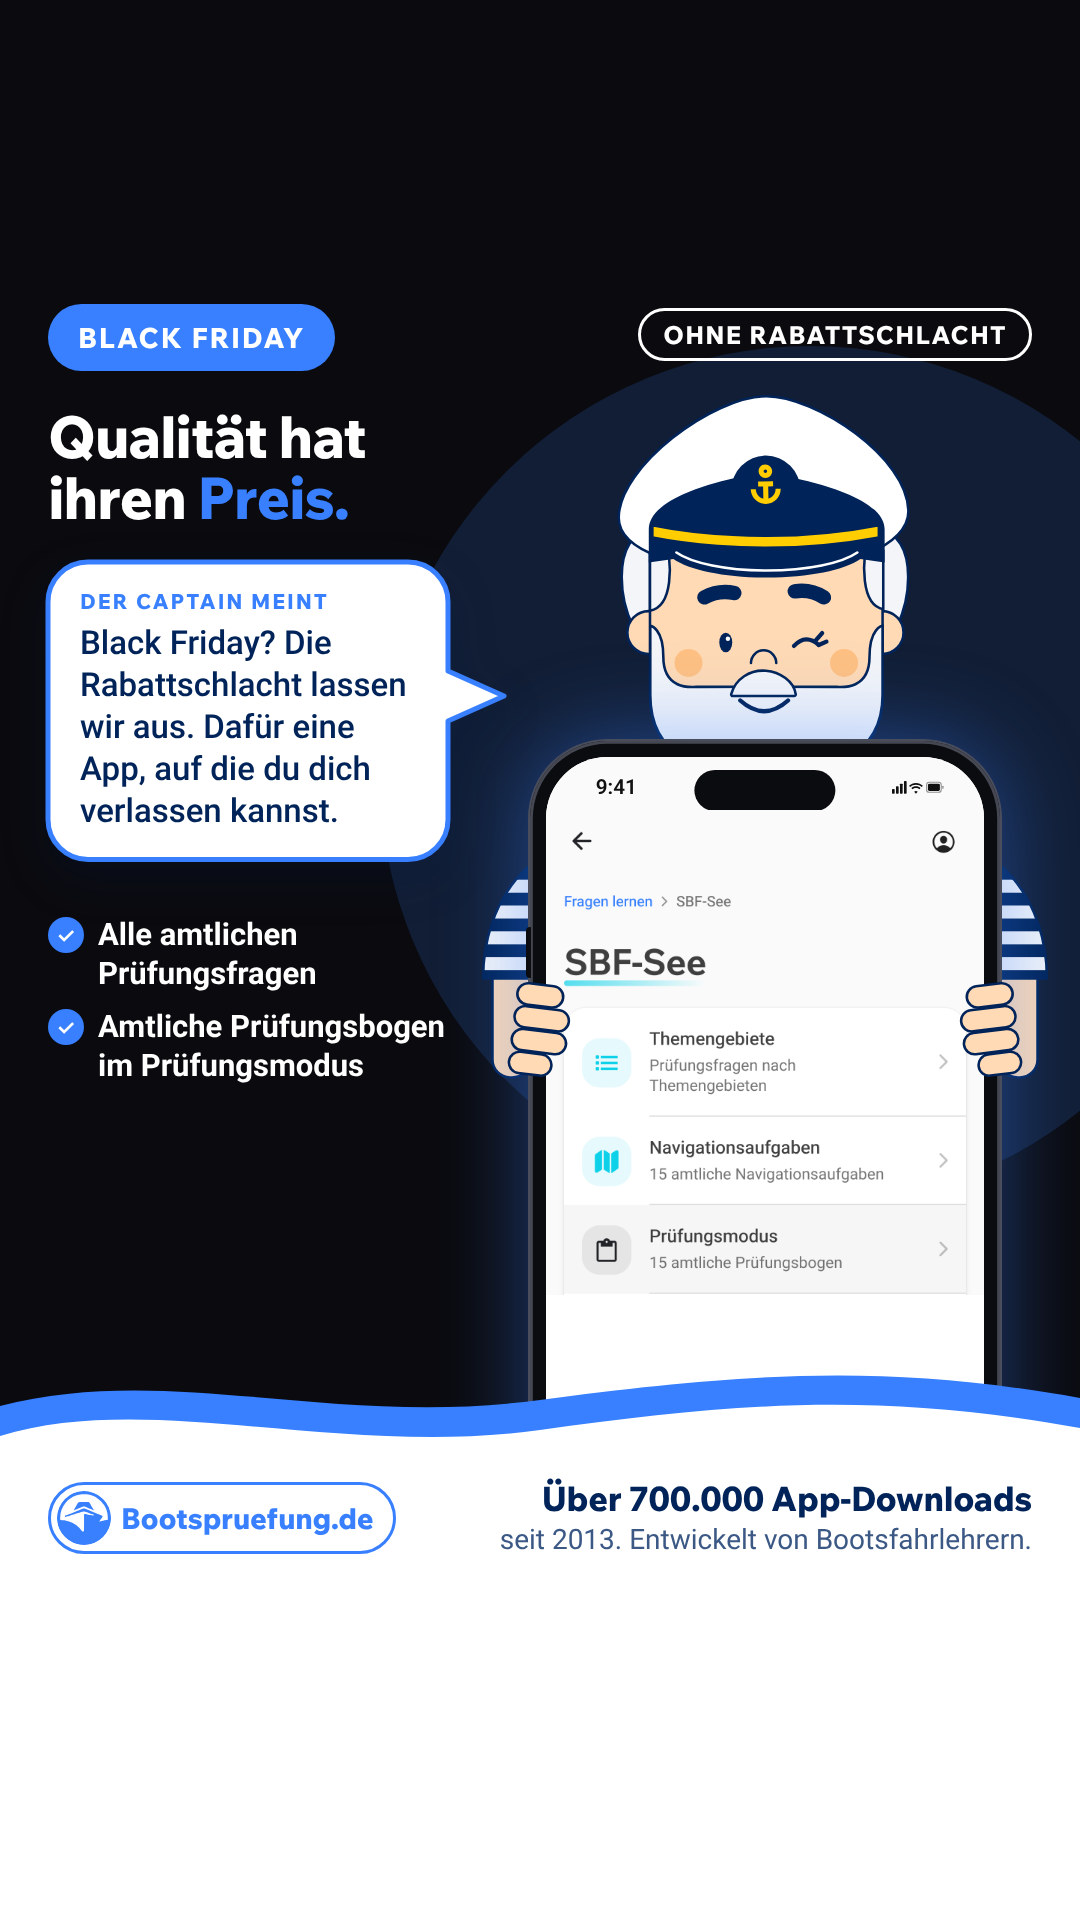 BLACK FRIDAY
OHNE RABATTSCHLACHT
Qualität hat
ihren Preis.
DER CAPTAIN MEINT
Black Friday? Die
Rabattschlacht lassen
wir aus. Dafür eine
App, auf die du dich
verlassen kannst.
Alle amtlichen
Prüfungsfragen
Amtliche Prüfungsbogen
im Prüfungsmodus
9:41
Fragen lernen > SBF-See
SBF-See
Themengebiete
Prüfungsfragen nach
Themengebieten
Navigationsaufgaben
15 amtliche Navigationsaufgaben
Prüfungsmodus
15 amtliche Prüfungsbogen
Bootspruefung.de
Über 700.000 App-Downloads
seit 2013. Entwickelt von Bootsfahrlehrern.